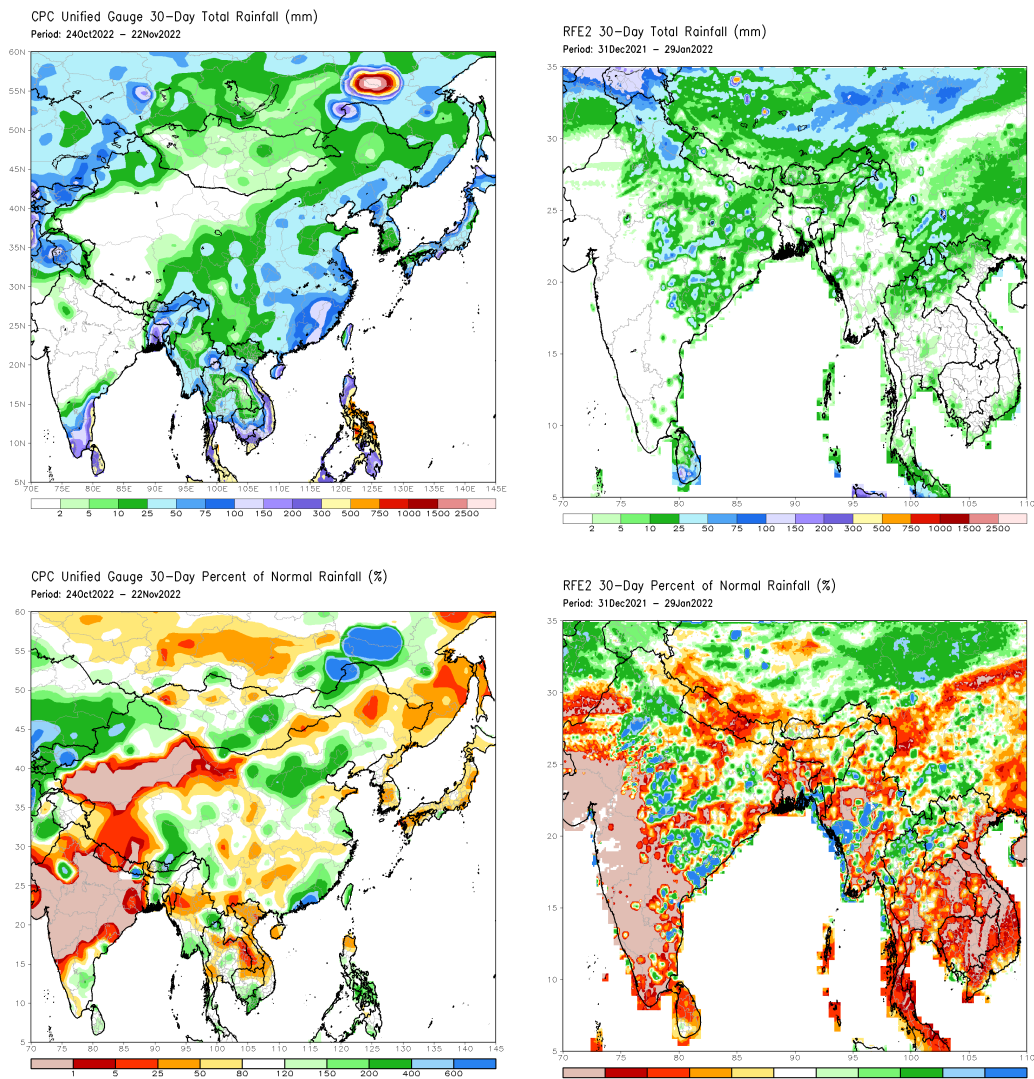 CPC Unified Gauge 30-Day Total Rainfall (mm)
Period: 24Oct2022 - 22Nov2022
60N
55N
50N
45N
40N
35N
30N
25N
20N
15N
10N
5N
70E 75E 80E 85E 90E 95E 100E 105E 110E 115E 120E 125E 130E 135E 140E 145E
2 5 10 25 50 75 100 150 200 300 500 750 1000 1500 2500
RFE2 30-Day Total Rainfall (mm)
Period: 31Dec2021 - 29Jan2022
35
30
25
20
15
10
5
70 75 80 85 90 95 100 105 110
2 5 10 25 50 75 100 150 200 300 500 750 1000 1500 2500
CPC Unified Gauge 30-Day Percent of Normal Rainfall (%)
Period: 24Oct2022 - 22Nov2022
60
55
50
45
40
35
30
25
20
15
10
5
70 75 80 85 90 95 100 105 110 115 120 125 130 135 140 145
1 5 25 50 80 120 150 200 400 600
RFE2 30-Day Percent of Normal Rainfall (%)
Period: 31Dec2021 - 29Jan2022
35
30
25
20
15
10
5
70 75 80 85 90 95 100 105 110